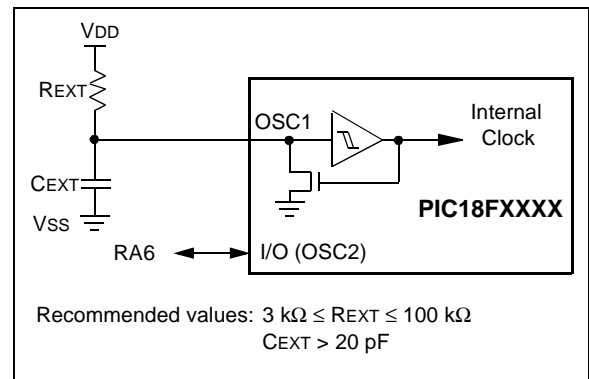 VDD
REXT
OSC1
Internal
Clock
CEXT
PIC18FXXXX
VSS
RA6
I/O (OSC2)
Recommended values: 3 kΩ ≤ REXT ≤ 100 kΩ
CEXT > 20 pF